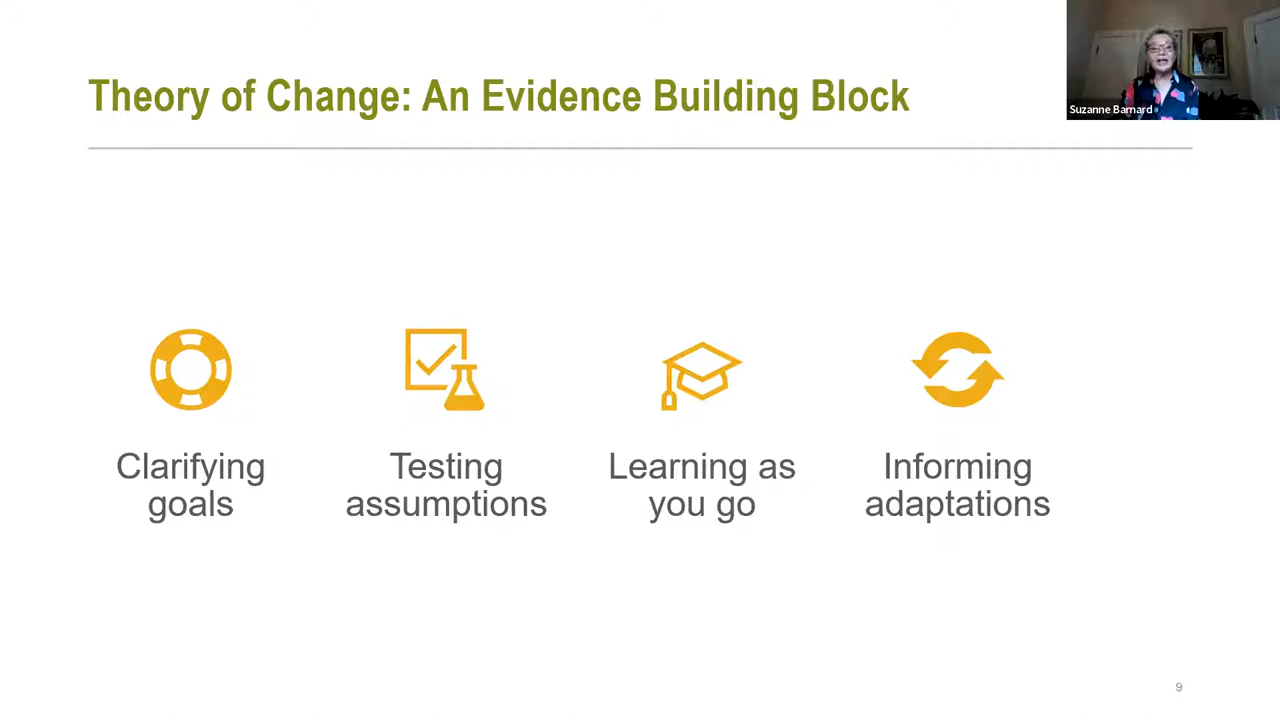 Theory of Change: An Evidence Building Block
Suzanne Barnard
Clarifying
goals
Testing
assumptions
Learning as
you go
Informing
adaptations
9